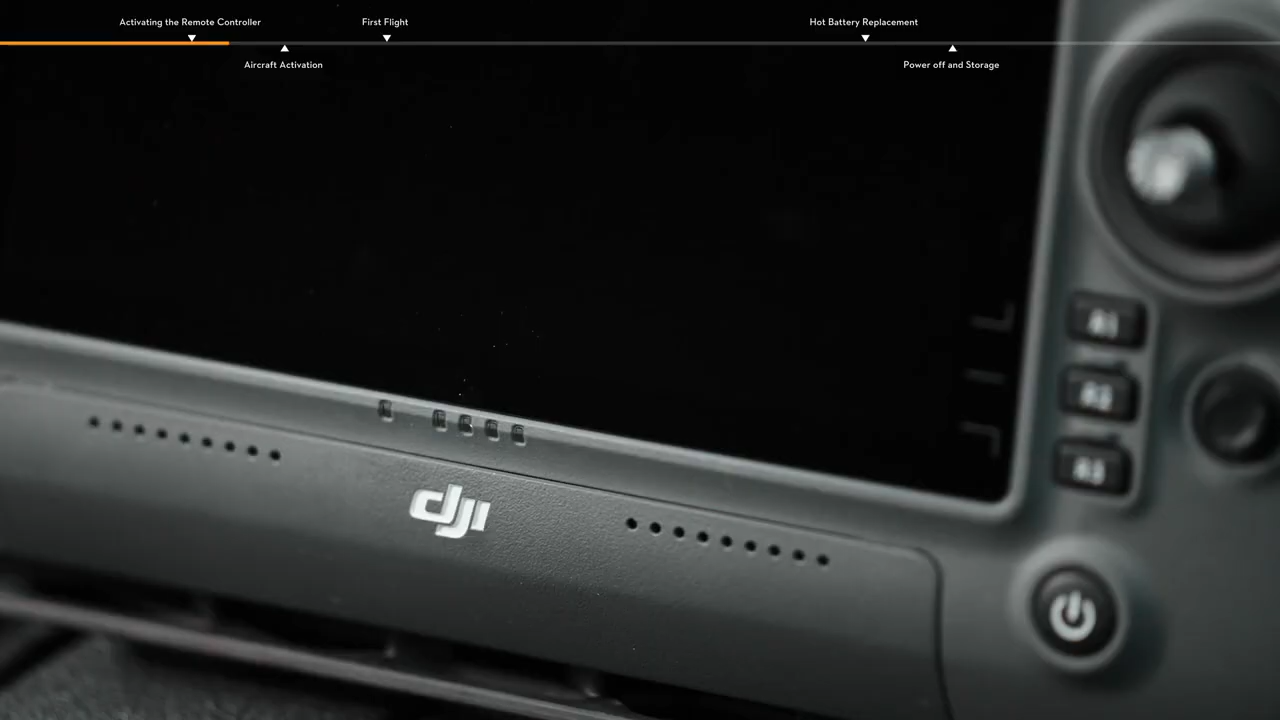 Activating the Remote Controller
First Flight
Hot Battery Replacement
Aircraft Activation
Power off and Storage
dji